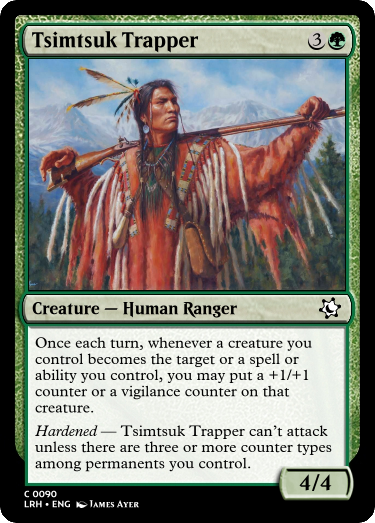 Tsimtsuk Trapper 3
Creature — Human Ranger
Once each turn, whenever a creature you
control becomes the target or a spell or
ability you control, you may put a +1/+1
counter or a vigilance counter on that
creature.
Hardened — Tsimtsuk Trapper can't attack
unless there are three or more counter types
among permanents you control.
4/4
C 0090
LRH • ENG James Ayer